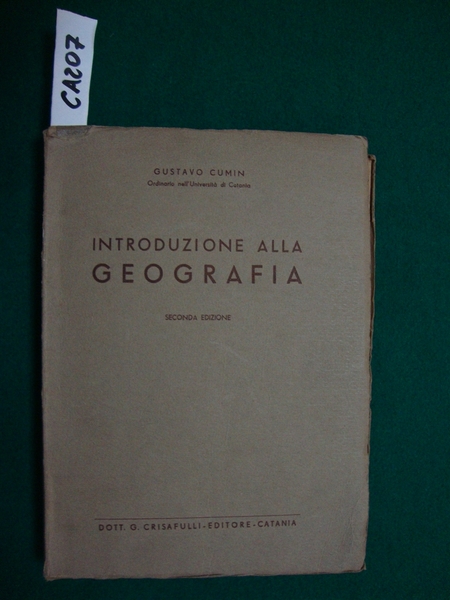 CA207
GUSTAVO CUMIN
Ordinario nell'Università di Catania
INTRODUZIONE ALLA
GEOGRAFIA
SECONDA EDIZIONE
DOTT. G. CRISAFULLI-EDITORE-CATANIA